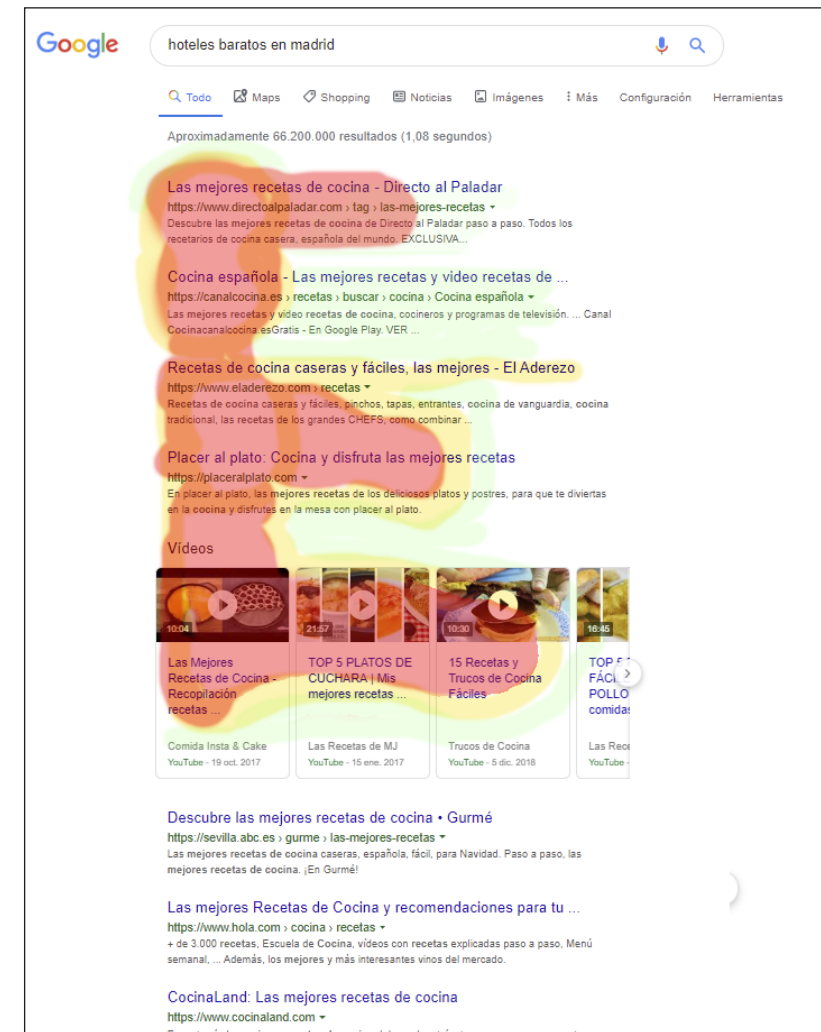 Google
hoteles baratos en madrid
Todo Maps Shopping Noticias Imágenes Más Configuración Herramientas
Aproximadamente 66.200.000 resultados (1,08 segundos)
Las mejores recetas de cocina - Directo al Paladar
https://www.directoalpaladar.com › tag › las-mejores-recetas
Descubre las mejores recetas de cocina de Directo al Paladar paso a paso. Todos los
recetarios de cocina casera, española del mundo. EXCLUSIVA...
Cocina española - Las mejores recetas y video recetas de ...
https://canalcocina.es › recetas › buscar › cocina › Cocina española
Las mejores recetas y video recetas de cocina, cocineros y programas de televisión. ... Canal
Cocinacanalcocina.esGratis - En Google Play. VER ...
Recetas de cocina caseras y fáciles, las mejores - El Aderezo
https://www.eladerezo.com › recetas
Recetas de cocina caseras y fáciles, pinchos, tapas, entrantes, cocina de vanguardia, cocina
tradicional, las recetas de los grandes CHEFS, como combinar ...
Placer al plato: Cocina y disfruta las mejores recetas
https://placeralplato.com
En placer al plato, las mejores recetas de los deliciosos platos y postres, para que te diviertas
en la cocina y disfrutes en la mesa con placer al plato.
Vídeos
10:04 21:57 10:30 16:45
Las Mejores
Recetas de Cocina -
Recopilación
recetas ...
Comida Insta & Cake
YouTube - 19 oct. 2017
TOP 5 PLATOS DE
CUCHARA | Mis
mejores recetas ...
Las Recetas de MJ
YouTube - 15 ene. 2017
15 Recetas y
Trucos de Cocina
Fáciles
Trucos de Cocina
YouTube - 5 dic. 2018
TOP
POLLO
comidas
Las Rece
YouTube -
Descubre las mejores recetas de cocina • Gurmé
https://sevilla.abc.es › gurme › las-mejores-recetas
Las mejores recetas de cocina caseras, española, fácil, para Navidad. Paso a paso, las
mejores recetas de cocina. ¡En Gurmé!
Las mejores Recetas de Cocina y recomendaciones para tu ...
https://www.hola.com › cocina › recetas
+ de 3.000 recetas, Escuela de Cocina, vídeos con recetas explicadas paso a paso, Menú
semanal, ... Además, los mejores y más interesantes vinos del mercado.
CocinaLand: Las mejores recetas de cocina
https://www.cocinaland.com